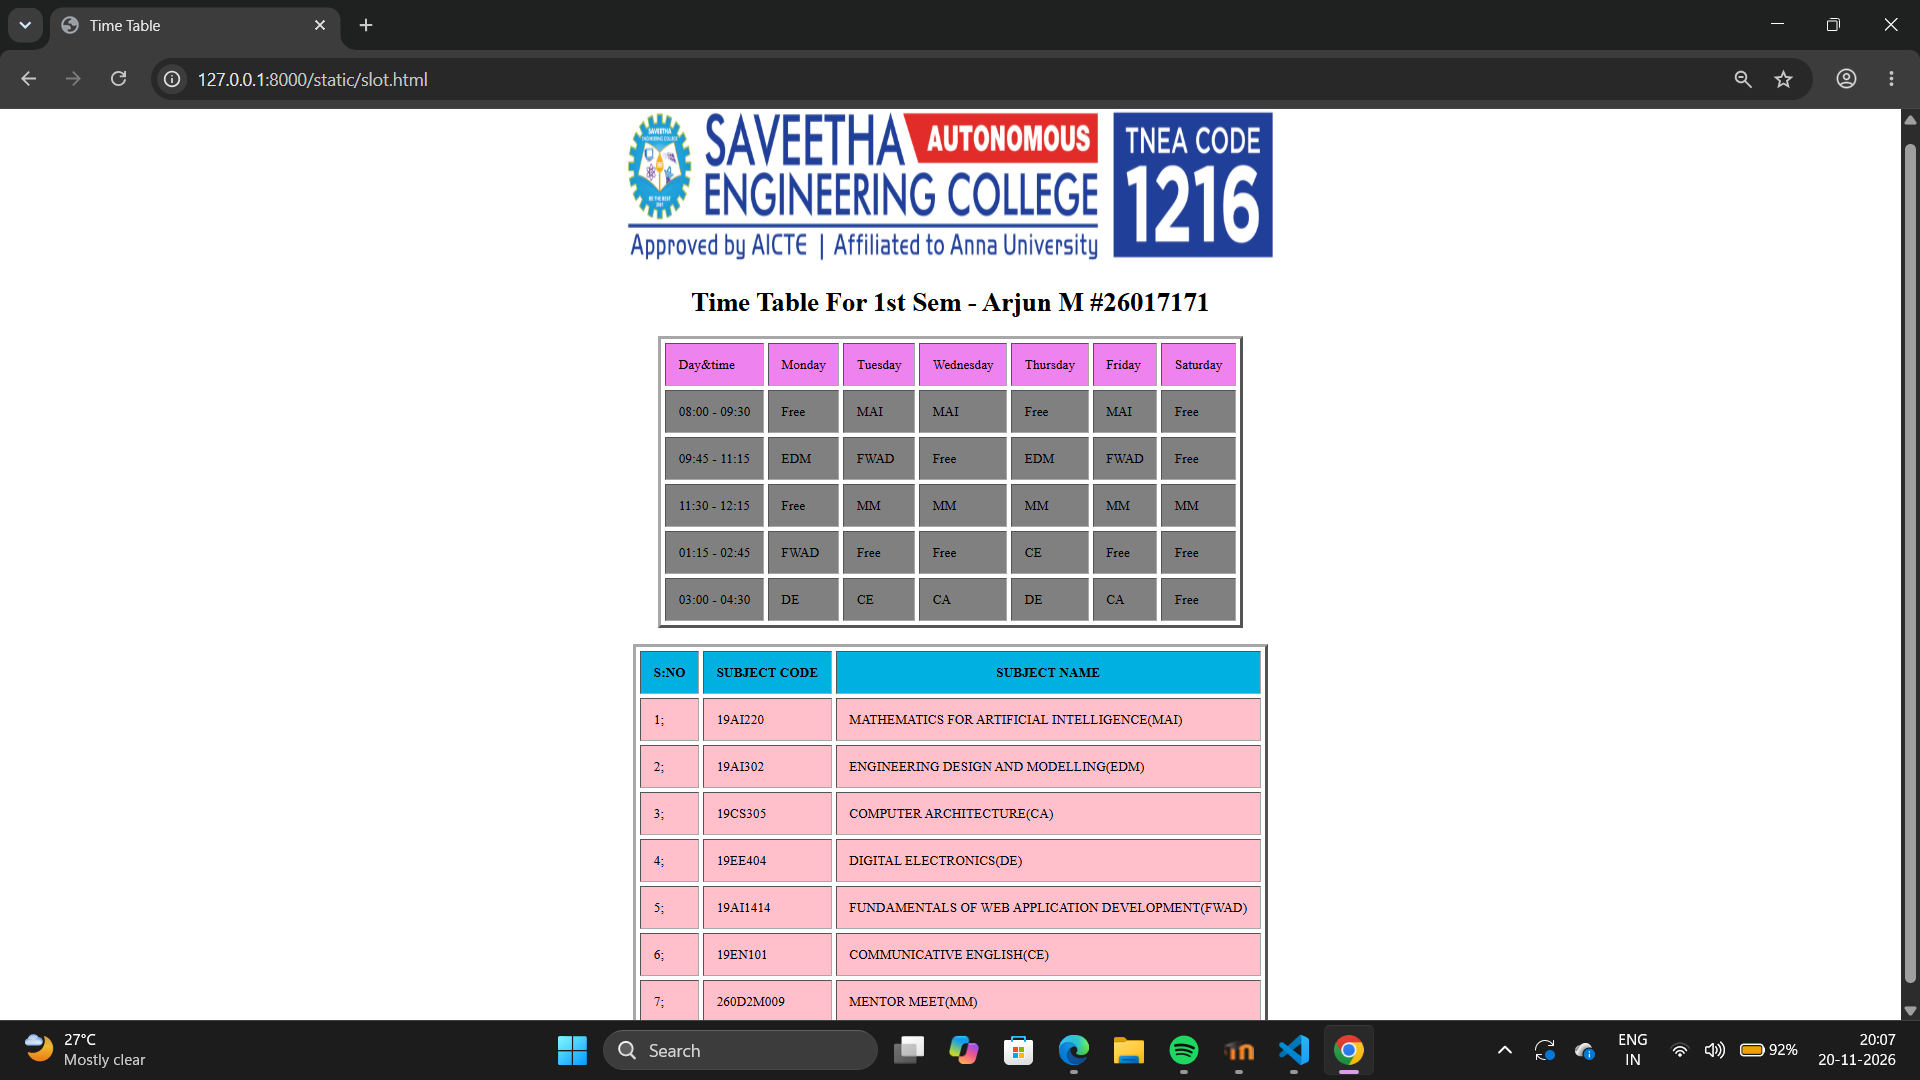 Time Table
127.0.0.1:8000/static/slot.html
SAVEETHA AUTONOMOUS
ENGINEERING COLLEGE
Approved by AICTE | Affiliated to Anna University
TNEA CODE
1216
Time Table For 1st Sem - Arjun M #26017171
Day&time Monday Tuesday Wednesday Thursday Friday Saturday
08:00 - 09:30 Free MAI MAI Free MAI Free
09:45 - 11:15 EDM FWAD Free EDM FWAD Free
11:30 - 12:15 Free MM MM MM MM MM
01:15 - 02:45 FWAD Free Free CE Free Free
03:00 - 04:30 DE CE CA DE CA Free
S:NO SUBJECT CODE SUBJECT NAME
1; 19AI220 MATHEMATICS FOR ARTIFICIAL INTELLIGENCE(MAI)
2; 19AI302 ENGINEERING DESIGN AND MODELLING(EDM)
3; 19CS305 COMPUTER ARCHITECTURE(CA)
4; 19EE404 DIGITAL ELECTRONICS(DE)
5; 19AI1414 FUNDAMENTALS OF WEB APPLICATION DEVELOPMENT(FWAD)
6; 19EN101 COMMUNICATIVE ENGLISH(CE)
7; 260D2M009 MENTOR MEET(MM)
27°C
Mostly clear
Search
ENG
IN
92%
20:07
20-11-2026